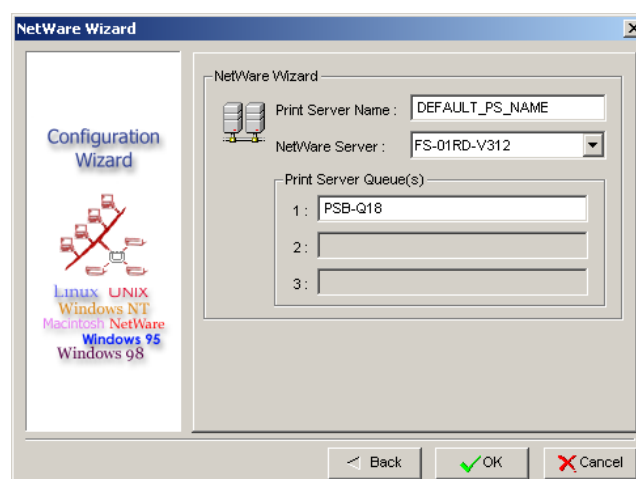 NetWare Wizard
Configuration
Wizard
Linux UNIX
Windows NT
Macintosh NetWare
Windows 95
Windows 98
NetWare Wizard
Print Server Name : DEFAULT_PS_NAME
NetWare Server : FS-01RD-V312
Print Server Queue(s)
1 : PSB-Q18
2 :
3 :
< Back OK Cancel